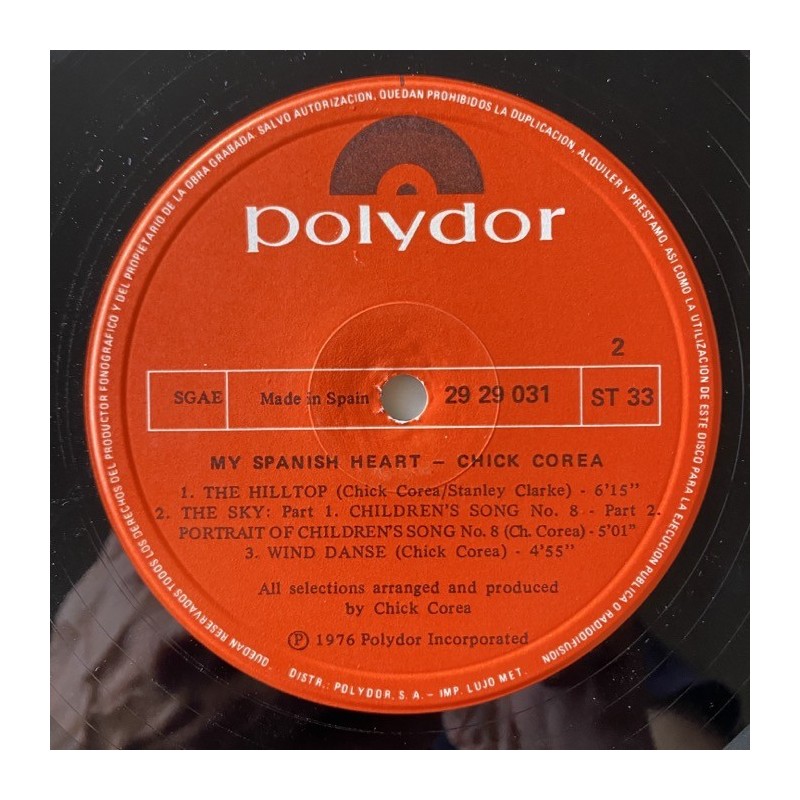 QUEDAN RESERVADOS TODOS LOS DERECHOS DEL PRODUCTOR FONOGRAFICO Y DEL PROPIETARIO DE LA OBRA GRABADA. SALVO AUTORIZACION, QUEDAN PROHIBIDOS LA DUPLICACION, ALQUILER Y PRESTAMO, ASI COMO LA UTILIZACION DE ESTE DISCO PARA LA EJECUCION PUBLICA O RADIODIFUSION
polydor
2
SGAE Made in Spain 29 29 031 ST 33
MY SPANISH HEART – CHICK COREA
1. THE HILLTOP (Chick Corea/Stanley Clarke) - 6'15"
2. THE SKY: Part 1. CHILDREN'S SONG No. 8 - Part 2.
PORTRAIT OF CHILDREN'S SONG No. 8 (Ch. Corea) - 5'01"
3. WIND DANSE (Chick Corea) - 4'55"
All selections arranged and produced
by Chick Corea
Ⓟ 1976 Polydor Incorporated
DISTR.: POLYDOR. S. A. – IMP. LUJO MET.